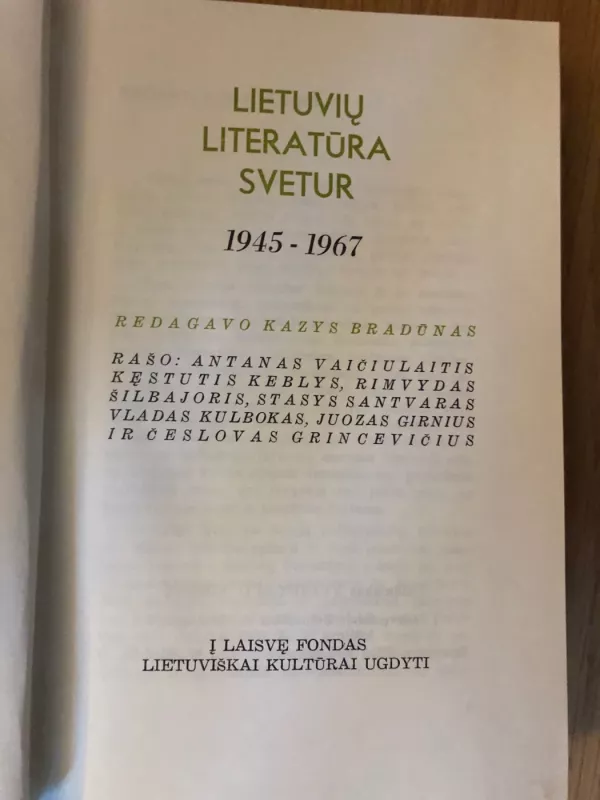 LIETUVIŲ
LITERATŪRA
SVETUR
1945 - 1967
REDAGAVO KAZYS BRADŪNAS
RAŠO: ANTANAS VAIČIULAITIS
KĘSTUTIS KEBLYS, RIMVYDAS
ŠILBAJORIS, STASYS SANTVARAS
VLADAS KULBOKAS, JUOZAS GIRNIUS
IR ČESLOVAS GRINCEVIČIUS
Į LAISVĘ FONDAS
LIETUVIŠKAI KULTŪRAI UGDYTI